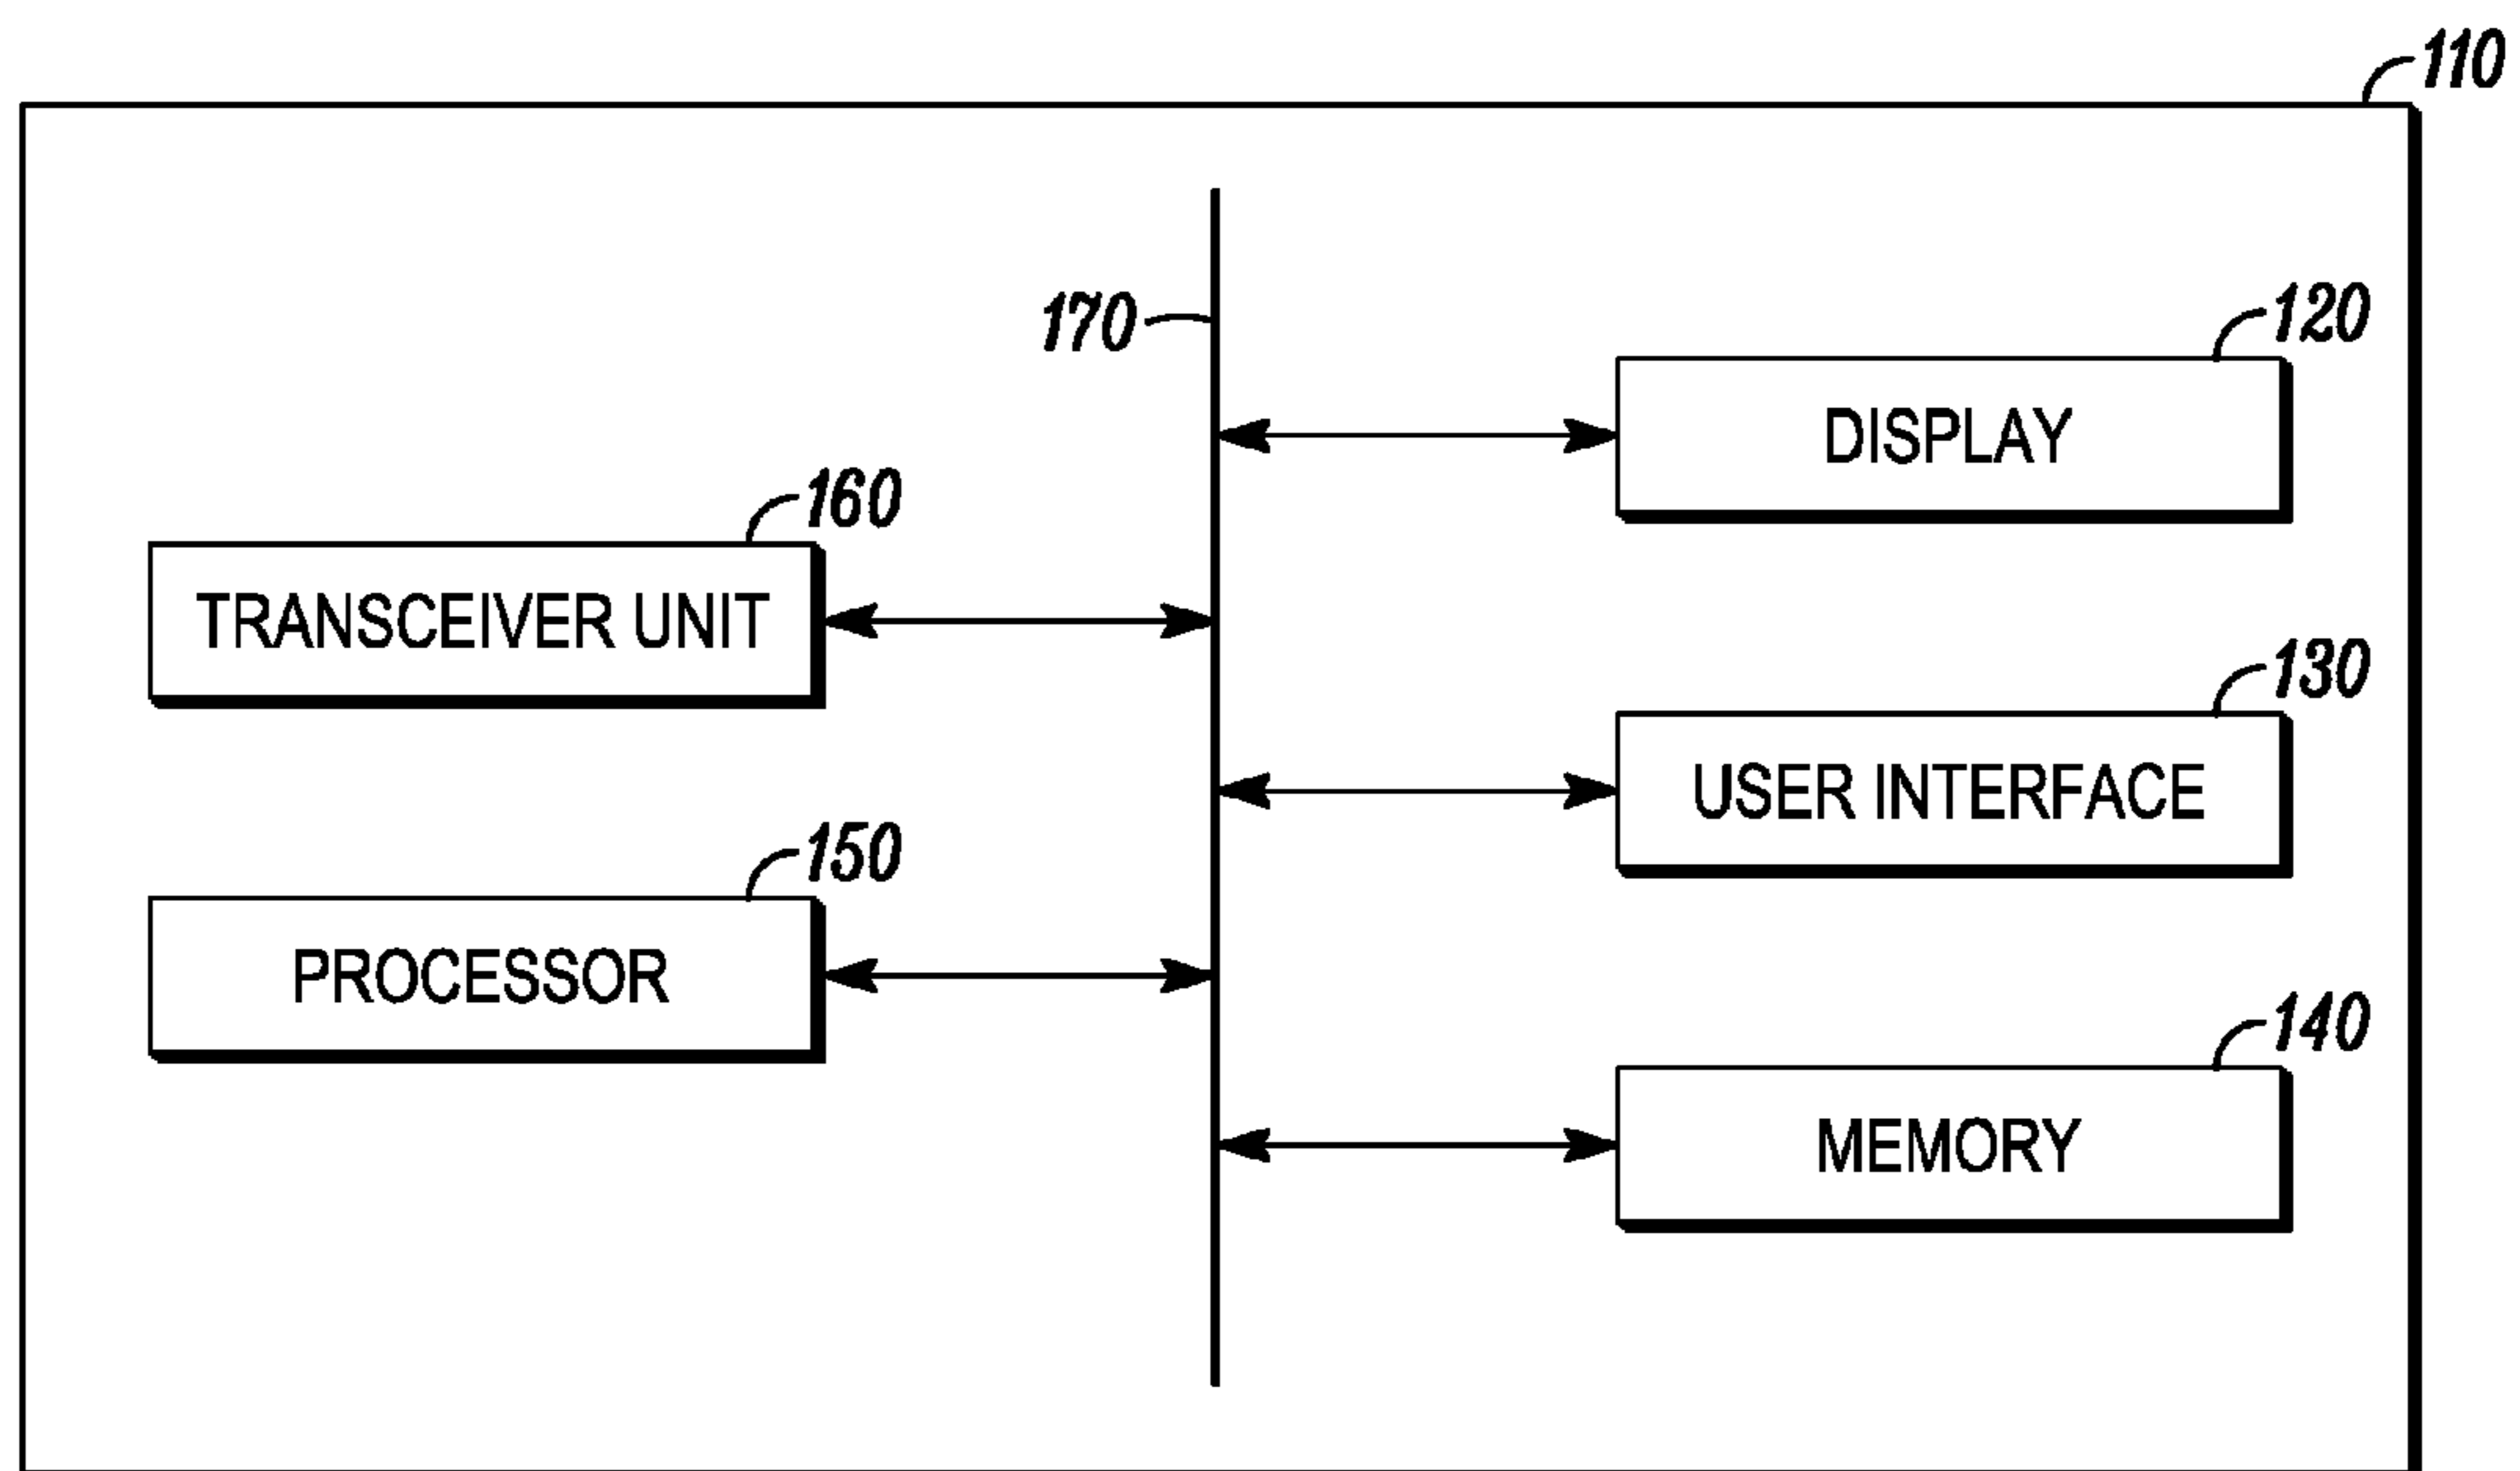 110
170
120
DISPLAY
160
TRANSCEIVER UNIT
130
USER INTERFACE
150
PROCESSOR
140
MEMORY